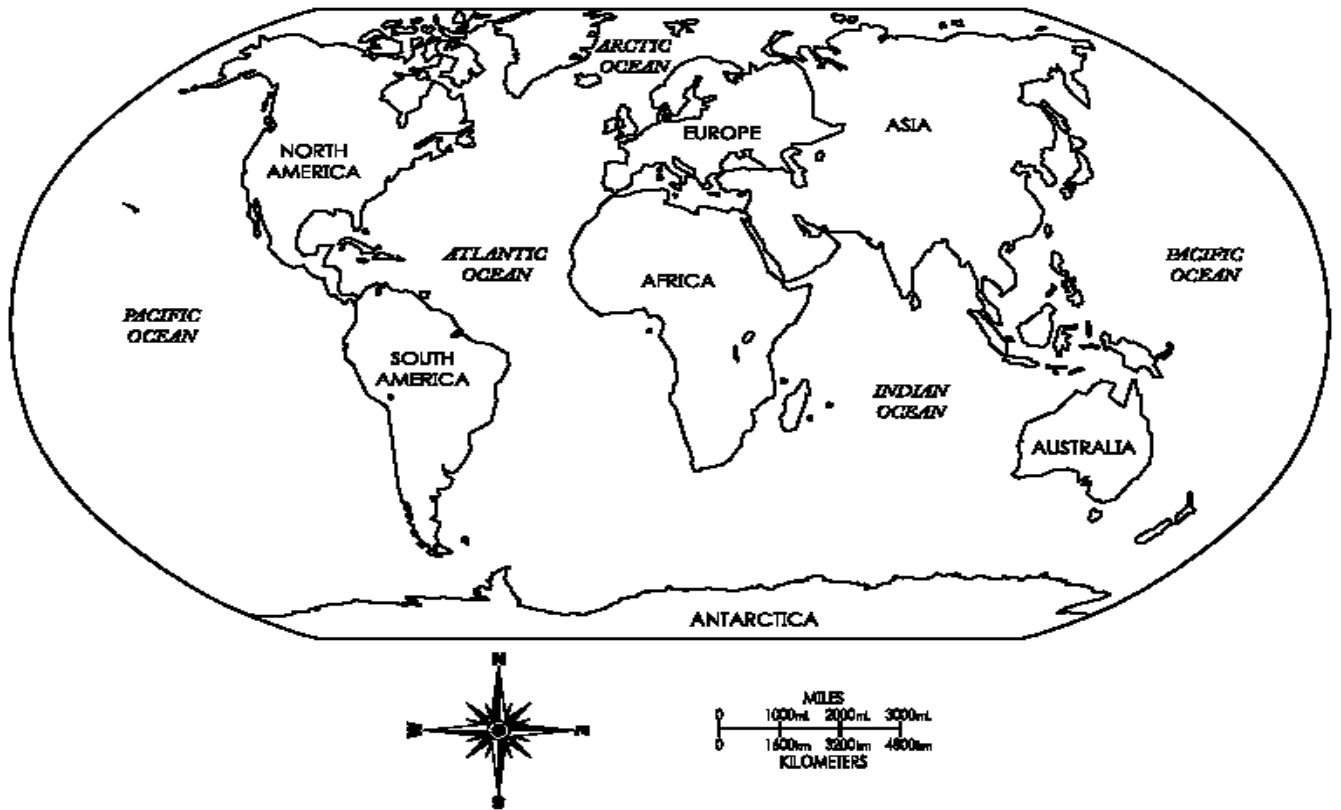 ARCTIC
OCEAN
NORTH
AMERICA
EUROPE
ASIA
ATLANTIC
OCEAN
AFRICA
PACIFIC
OCEAN
PACIFIC
OCEAN
SOUTH
AMERICA
INDIAN
OCEAN
AUSTRALIA
ANTARCTICA
N
W
E
S
MILES
0 1000mi. 2000mi. 3000mi.
0 1600km 3200km 4800km
KILOMETERS